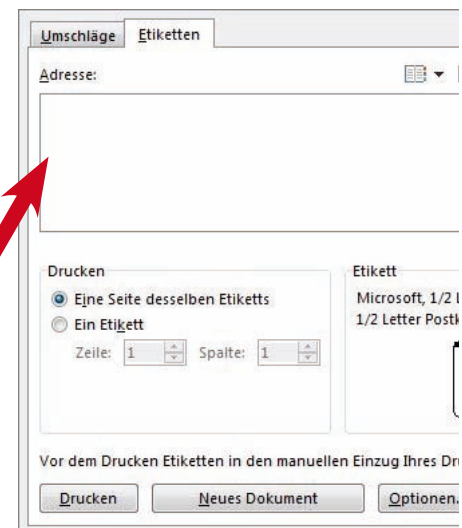 Umschläge Etiketten
Adresse:
Drucken
Eine Seite desselben Etiketts
Ein Etikett
Zeile: 1 Spalte: 1
Etikett
Microsoft, 1/2
1/2 Letter
Vor dem Drucken Etiketten in den manuellen Einzug Ihres
Drucken Neues Dokument Optionen.